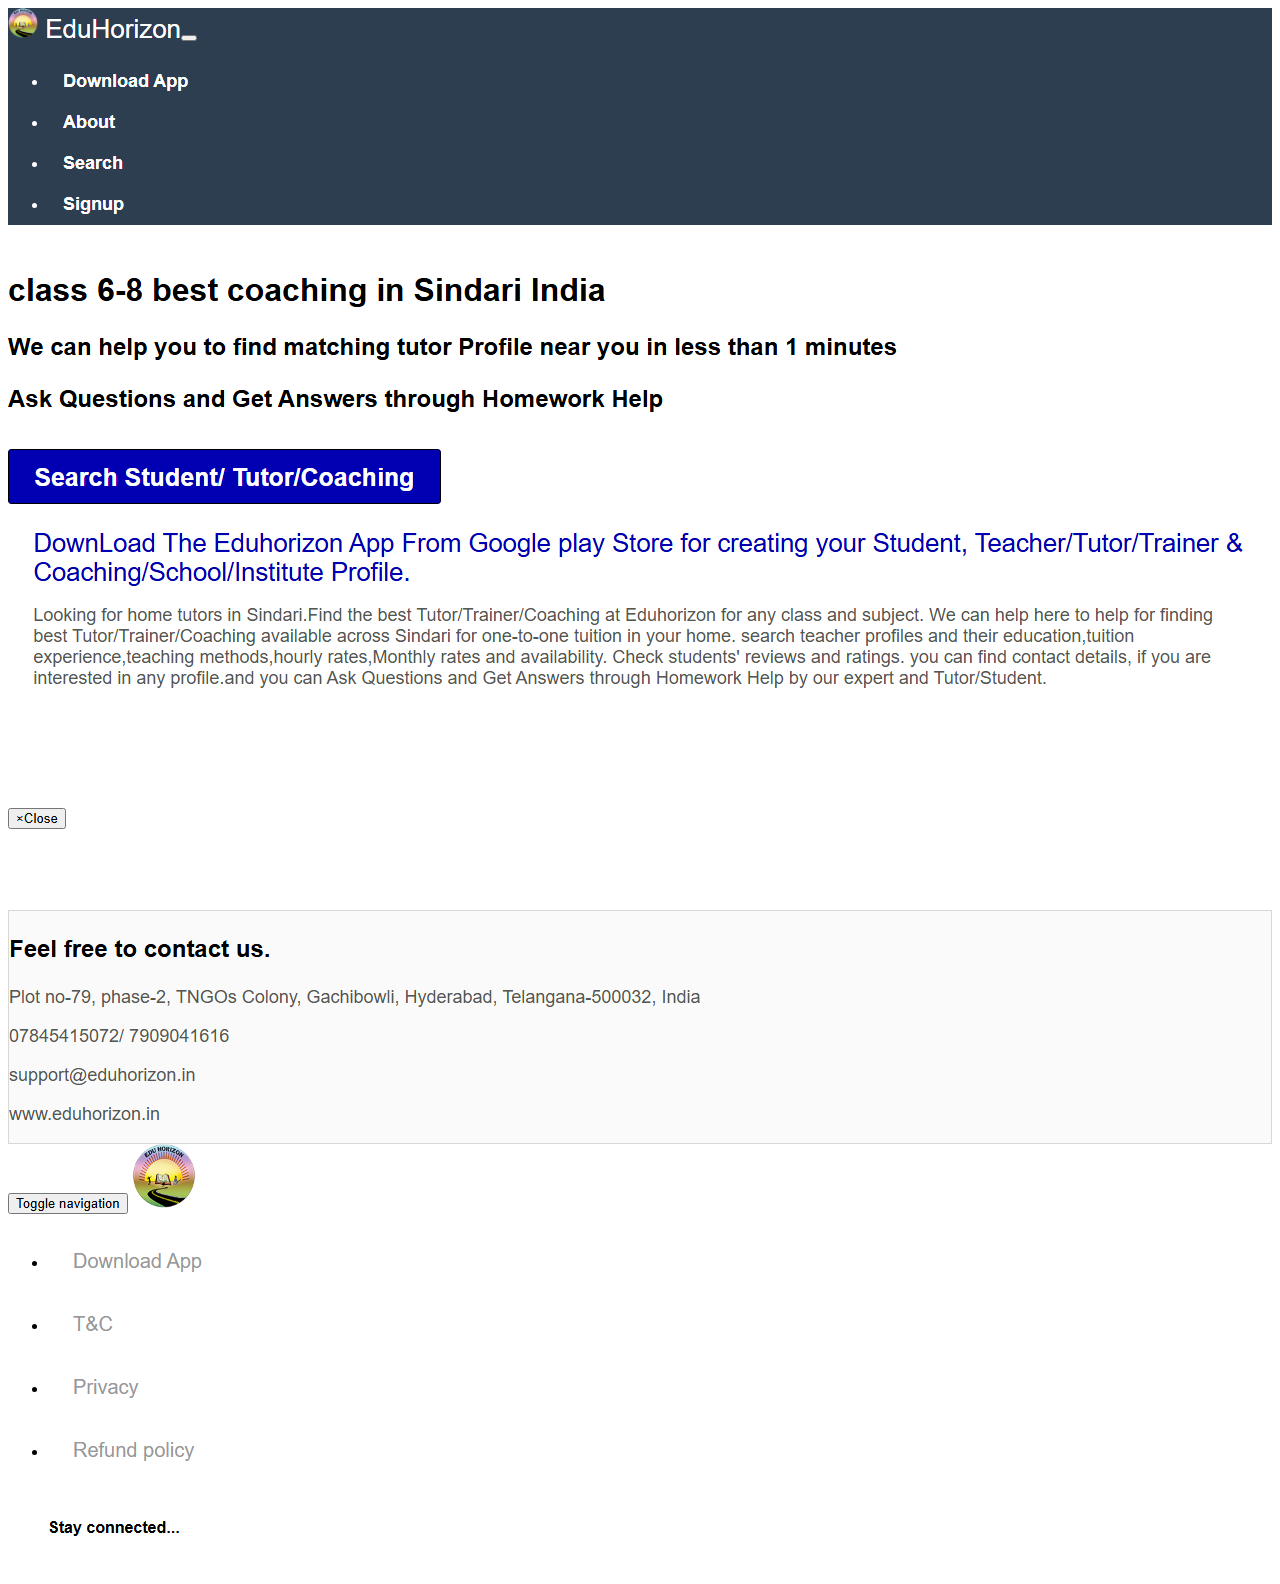 EduHorizon
Download App
About
Search
Signup
class 6-8 best coaching in Sindari India
We can help you to find matching tutor Profile near you in less than 1 minutes
Ask Questions and Get Answers through Homework Help
Search Student/ Tutor/Coaching
DownLoad The Eduhorizon App From Google play Store for creating your Student, Teacher/Tutor/Trainer &
Coaching/School/Institute Profile.
Looking for home tutors in Sindari.Find the best Tutor/Trainer/Coaching at Eduhorizon for any class and subject. We can help here to help for finding
best Tutor/Trainer/Coaching available across Sindari for one-to-one tuition in your home. search teacher profiles and their education,tuition
experience,teaching methods,hourly rates,Monthly rates and availability. Check students' reviews and ratings. you can find contact details, if you are
interested in any profile.and you can Ask Questions and Get Answers through Homework Help by our expert and Tutor/Student.
×Close
Feel free to contact us.
Plot no-79, phase-2, TNGOs Colony, Gachibowli, Hyderabad, Telangana-500032, India
07845415072/ 7909041616
support@eduhorizon.in
www.eduhorizon.in
EDU HORIZON
Toggle navigation
Download App
T&C
Privacy
Refund policy
Stay connected...